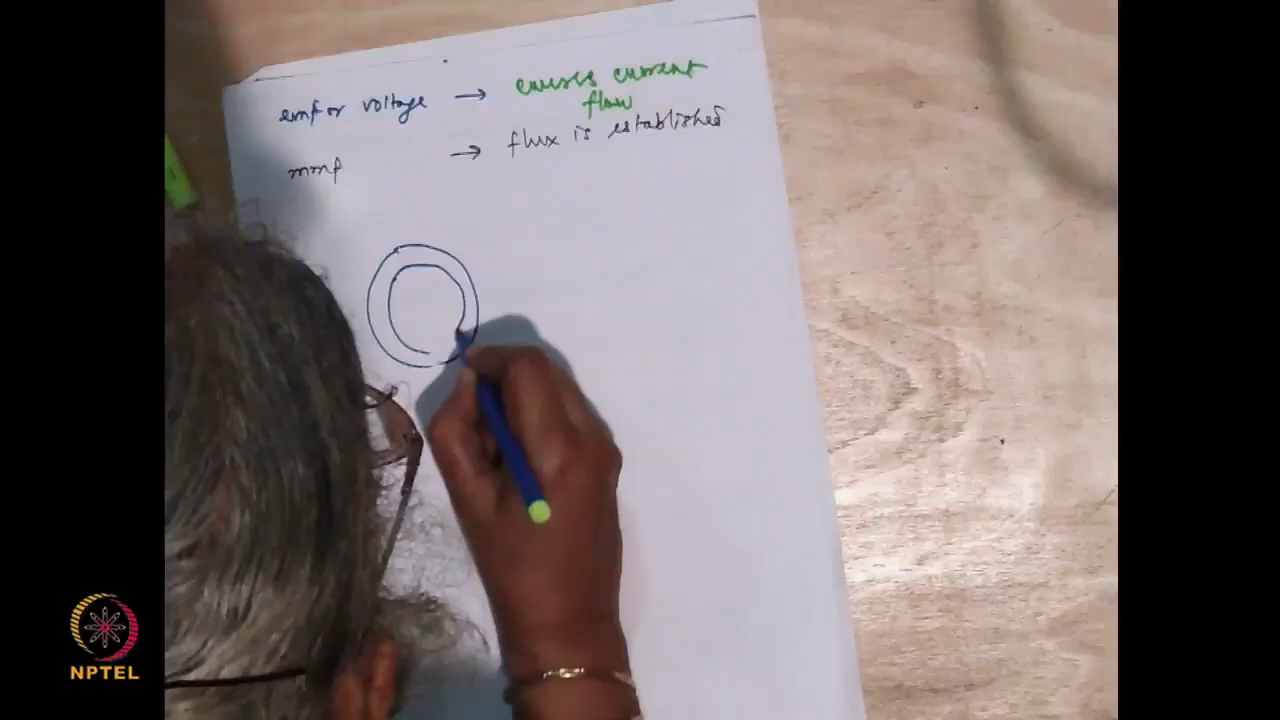 emf or voltage → causes current
flow
mmf → flux is established
NPTEL